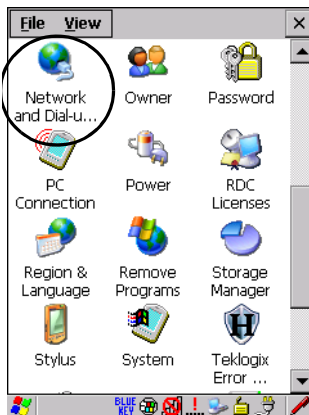 File View
Network
and Dial-u...
Owner
Password
PC
Connection
Power
RDC
Licenses
Region &
Language
Remove
Programs
Storage
Manager
Stylus
System
Teklogix
Error ...
BLUE
KEY